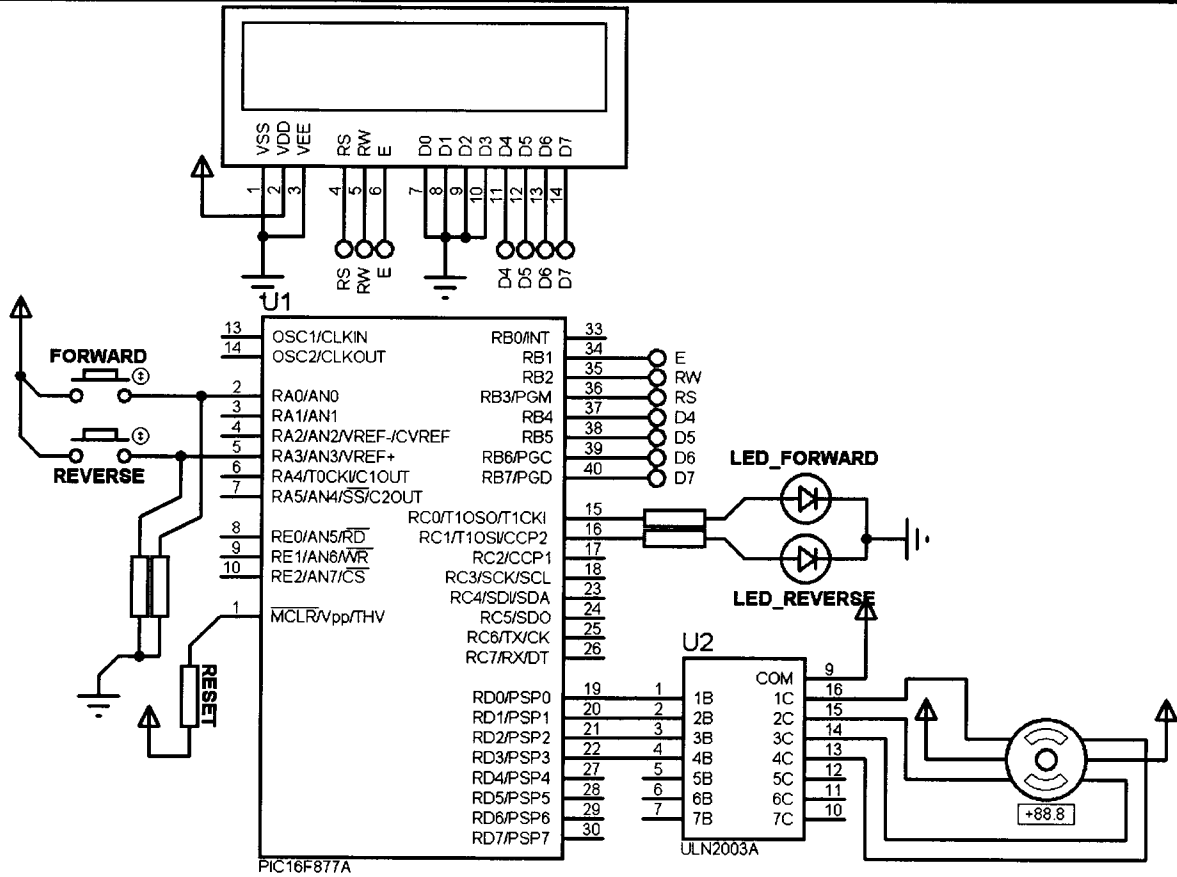 VSS VDD VEE RS RW E D0 D1 D2 D3 D4 D5 D6 D7
1 2 3 4 5 6 7 8 9 10 11 12 13 14
RS RW E D4 D5 D6 D7
U1
13 OSC1/CLKIN
14 OSC2/CLKOUT
2 RA0/AN0
3 RA1/AN1
4 RA2/AN2/VREF-/CVREF
5 RA3/AN3/VREF+
6 RA4/T0CKI/C1OUT
7 RA5/AN4/SS/C2OUT
8 RE0/AN5/RD
9 RE1/AN6/WR
10 RE2/AN7/CS
1 MCLR/Vpp/THV
FORWARD
REVERSE
RESET
RB0/INT 33
RB1 34 E
RB2 35 RW
RB3/PGM 36 RS
RB4 37 D4
RB5 38 D5
RB6/PGC 39 D6
RB7/PGD 40 D7
RC0/T1OSO/T1CKI 15
RC1/T1OSI/CCP2 16
RC2/CCP1 17
RC3/SCK/SCL 18
RC4/SDI/SDA 23
RC5/SDO 24
RC6/TX/CK 25
RC7/RX/DT 26
RD0/PSP0 19
RD1/PSP1 20
RD2/PSP2 21
RD3/PSP3 22
RD4/PSP4 27
RD5/PSP5 28
RD6/PSP6 29
RD7/PSP7 30
PIC16F877A
LED_FORWARD
LED_REVERSE
U2
COM 9
1 1B 1C 16
2 2B 2C 15
3 3B 3C 14
4 4B 4C 13
5 5B 5C 12
6 6B 6C 11
7 7B 7C 10
ULN2003A
+88.8